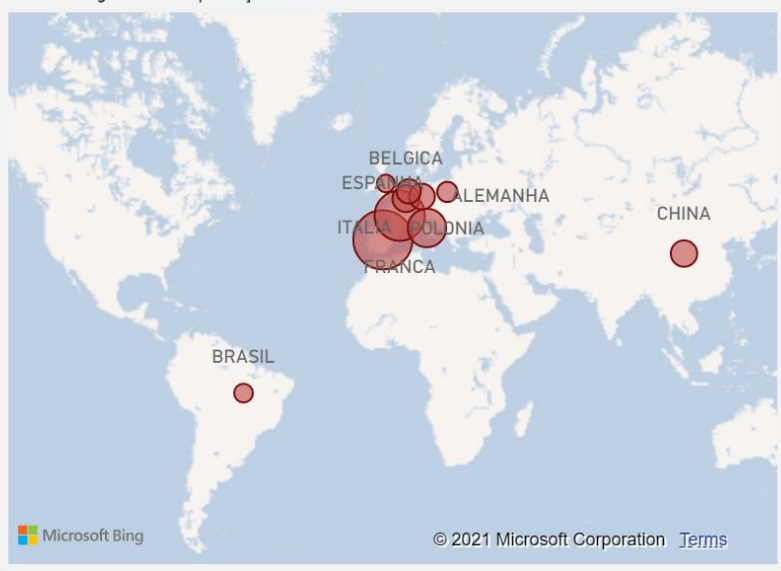 BELGICA
ESPANHA
ALEMANHA
CHINA
ITALIA
POLONIA
FRANCA
BRASIL
Microsoft Bing
© 2021 Microsoft Corporation Terms